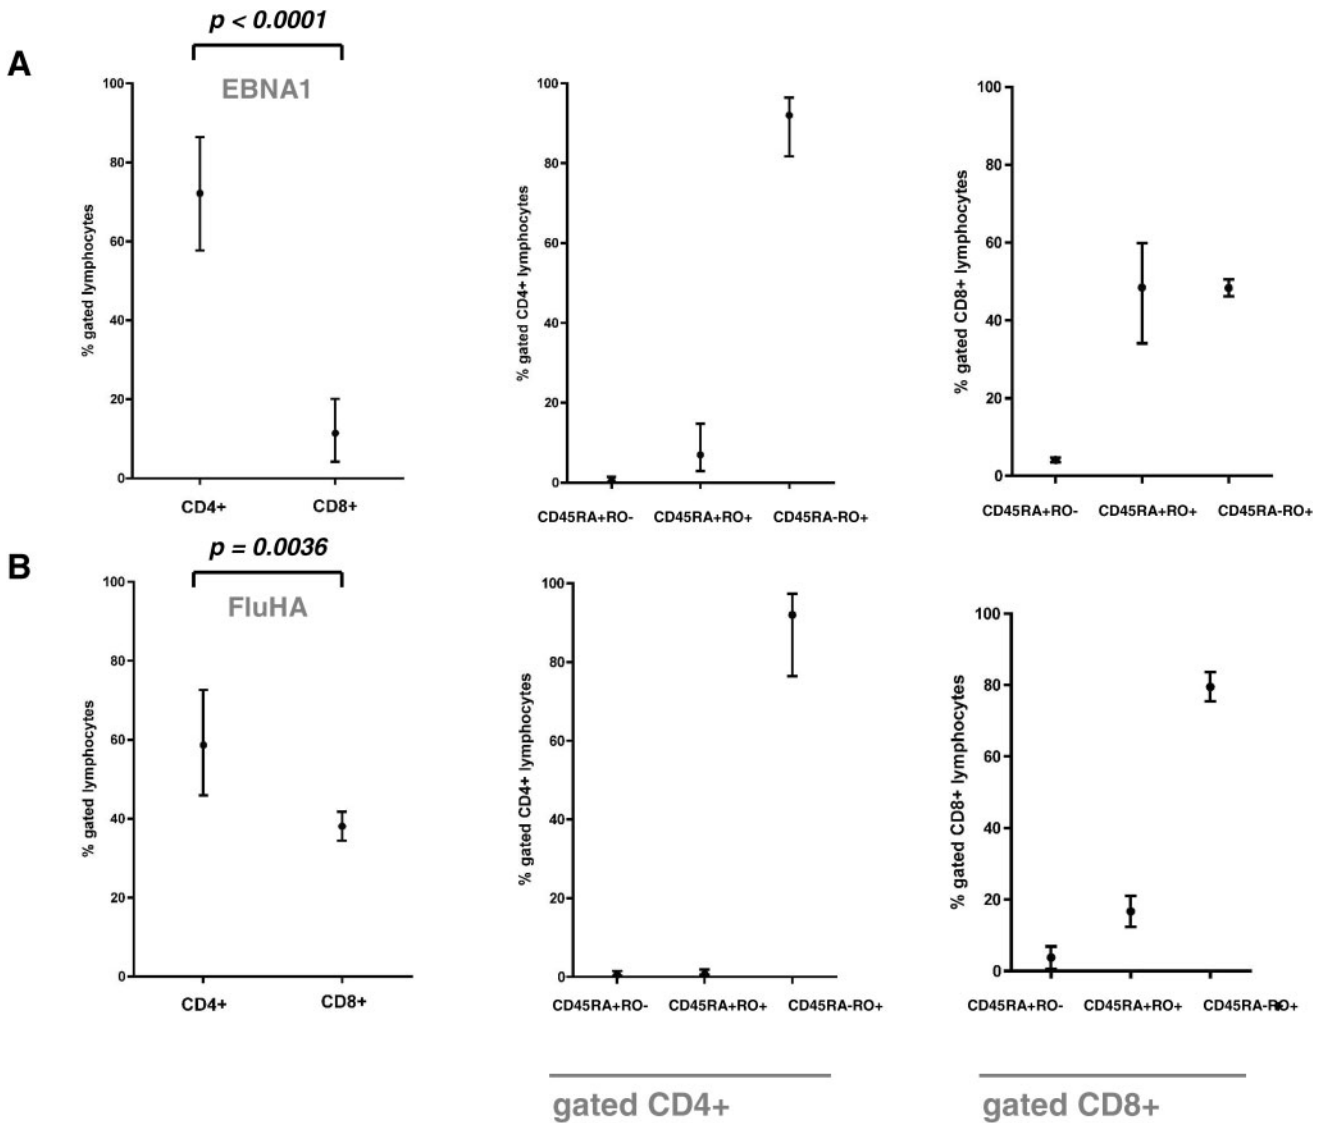 A
p < 0.0001
EBNA1
% gated lymphocytes
100
80
60
40
20
0
CD4+ CD8+
% gated CD4+ lymphocytes
100
80
60
40
20
0
CD45RA+RO- CD45RA+RO+ CD45RA-RO+
% gated CD8+ lymphocytes
100
80
60
40
20
0
CD45RA+RO- CD45RA+RO+ CD45RA-RO+
B
p = 0.0036
FluHA
% gated lymphocytes
100
80
60
40
20
0
CD4+ CD8+
% gated CD4+ lymphocytes
100
80
60
40
20
0
CD45RA+RO- CD45RA+RO+ CD45RA-RO+
% gated CD8+ lymphocytes
100
80
60
40
20
0
CD45RA+RO- CD45RA+RO+ CD45RA-RO+
gated CD4+
gated CD8+